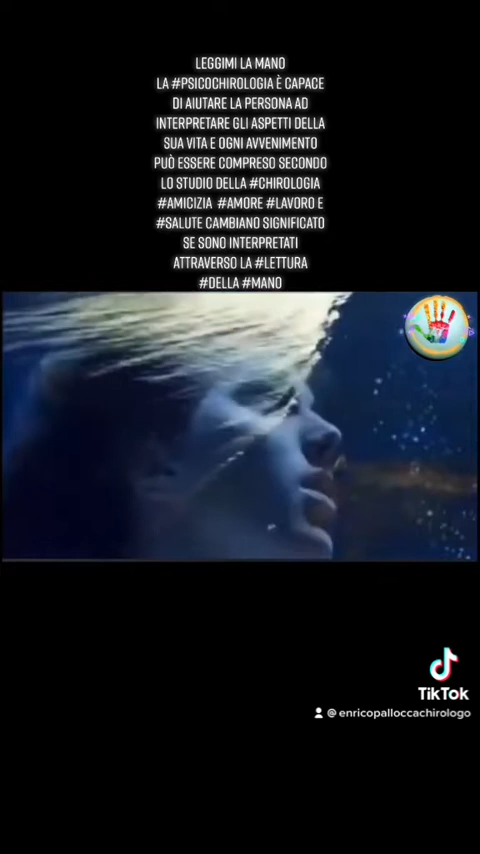 LEGGIMI LA MANO
LA #PSICOCHIROLOGIA È CAPACE
DI AIUTARE LA PERSONA AD
INTERPRETARE GLI ASPETTI DELLA
SUA VITA E OGNI AVVENIMENTO
PUÒ ESSERE COMPRESO SECONDO
LO STUDIO DELLA #CHIROLOGIA
#AMICIZIA #AMORE #LAVORO E
#SALUTE CAMBIANO SIGNIFICATO
SE SONO INTERPRETATI
ATTRAVERSO LA #LETTURA
#DELLA #MANO
TikTok
@enricopalloccachirologo